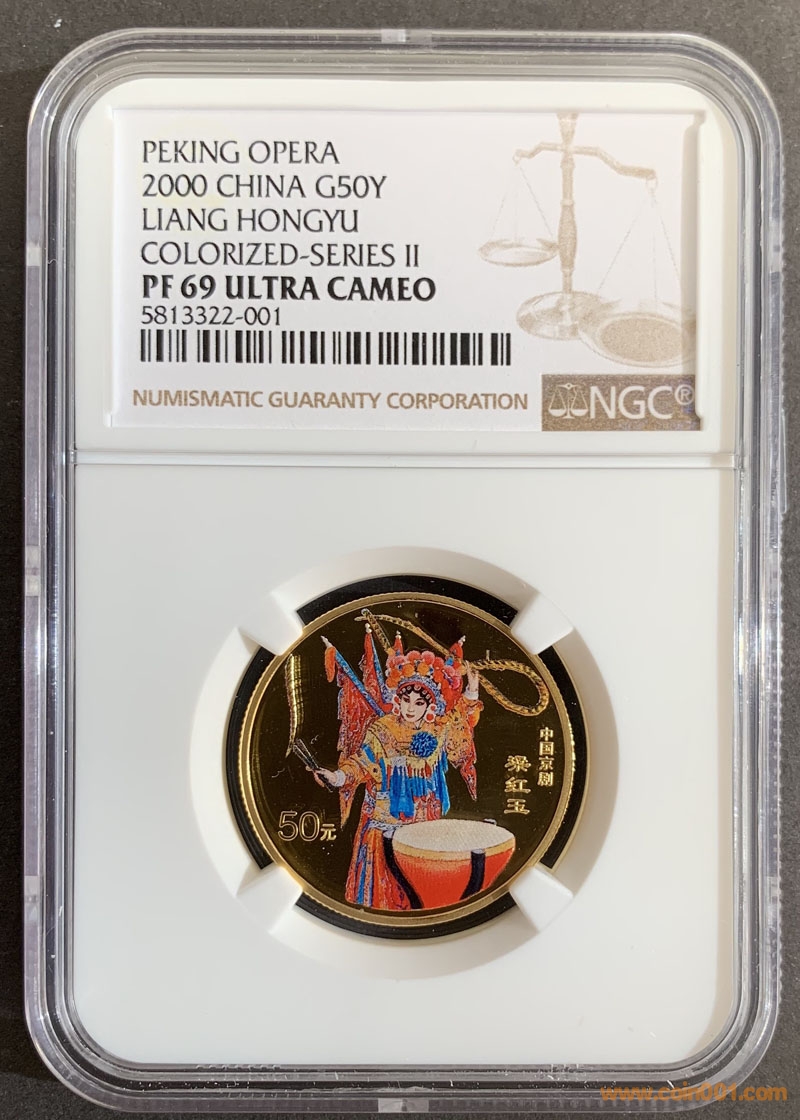 PEKING OPERA
2000 CHINA G50Y
LIANG HONGYU
COLORIZED-SERIES II
PF 69 ULTRA CAMEO
5813322-001
NUMISMATIC GUARANTY CORPORATION
NGC®
中国京剧
梁红玉
50元
www.coin001.com